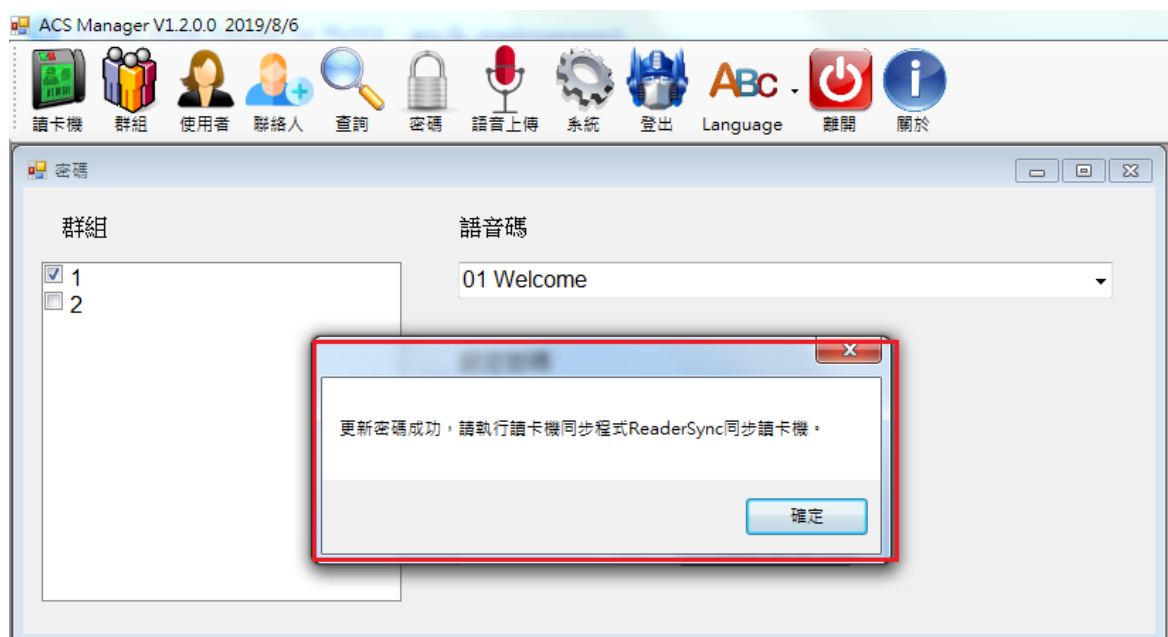 ACS Manager V1.2.0.0 2019/8/6
讀卡機 群組 使用者 聯絡人 查詢 密碼 語音上傳 系統 登出 Language 離開 關於
密碼
群組 語音碼
1
2
01 Welcome
更新密碼成功，請執行讀卡機同步程式ReaderSync同步讀卡機。
確定